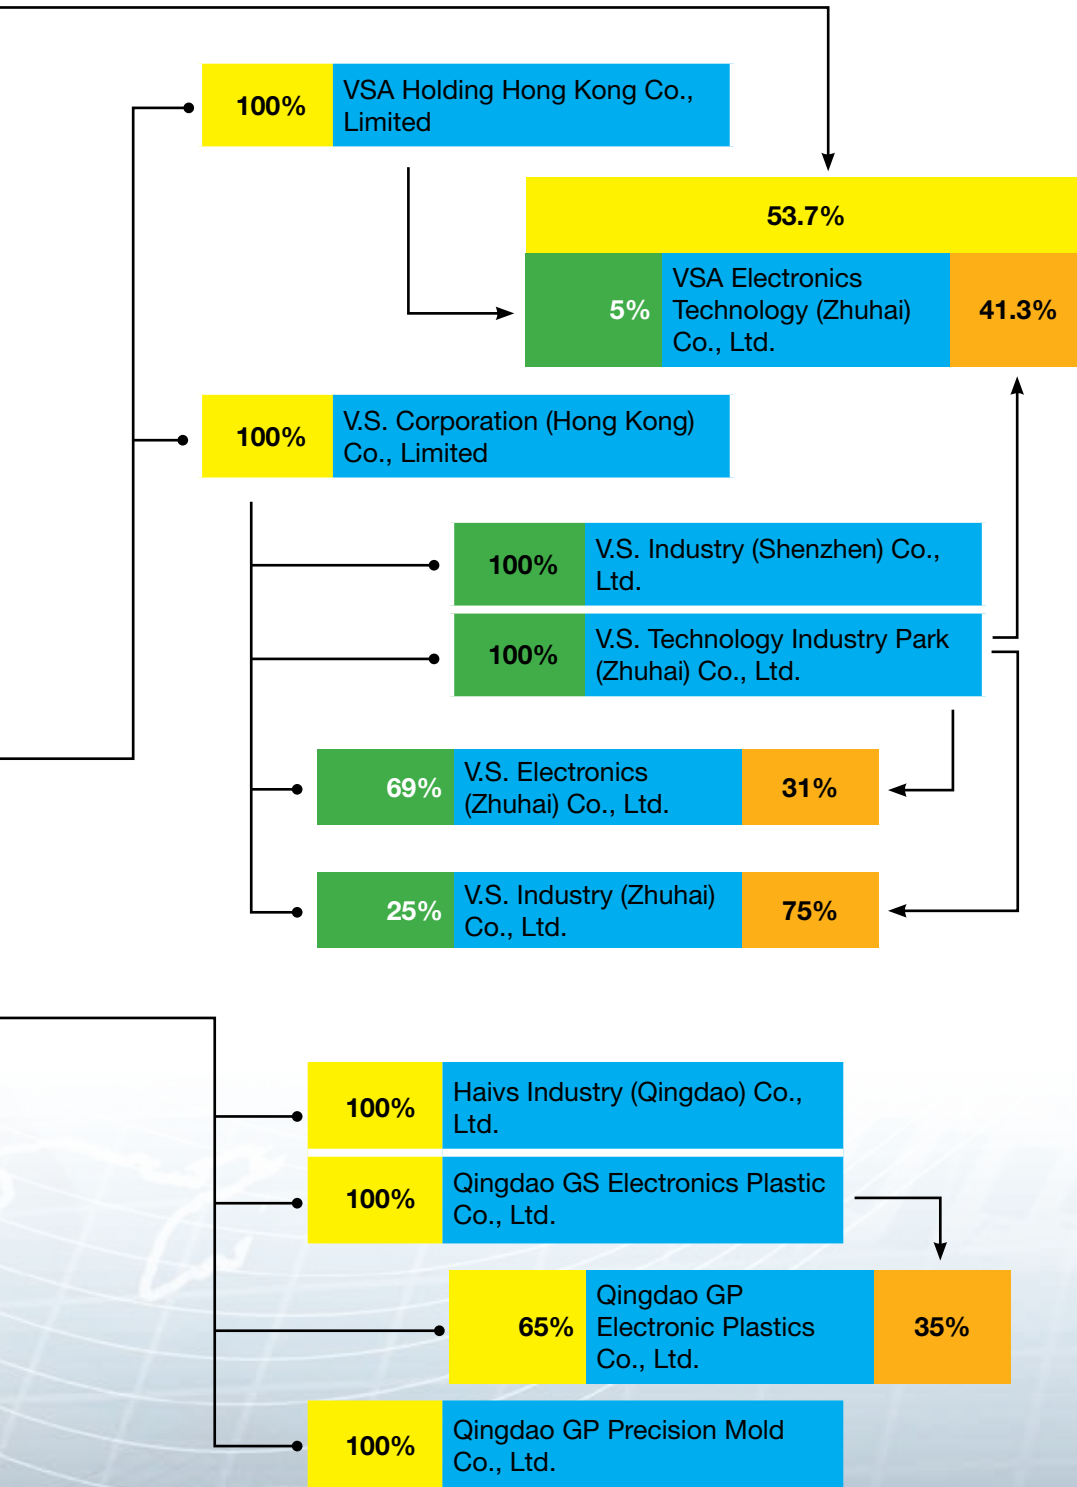 100%
VSA Holding Hong Kong Co.,
Limited
53.7%
5%
VSA Electronics
Technology (Zhuhai)
Co., Ltd.
41.3%
100%
V.S. Corporation (Hong Kong)
Co., Limited
100%
V.S. Industry (Shenzhen) Co.,
Ltd.
100%
V.S. Technology Industry Park
(Zhuhai) Co., Ltd.
69%
V.S. Electronics
(Zhuhai) Co., Ltd.
31%
25%
V.S. Industry (Zhuhai)
Co., Ltd.
75%
100%
Haivs Industry (Qingdao) Co.,
Ltd.
100%
Qingdao GS Electronics Plastic
Co., Ltd.
65%
Qingdao GP
Electronic Plastics
Co., Ltd.
35%
100%
Qingdao GP Precision Mold
Co., Ltd.